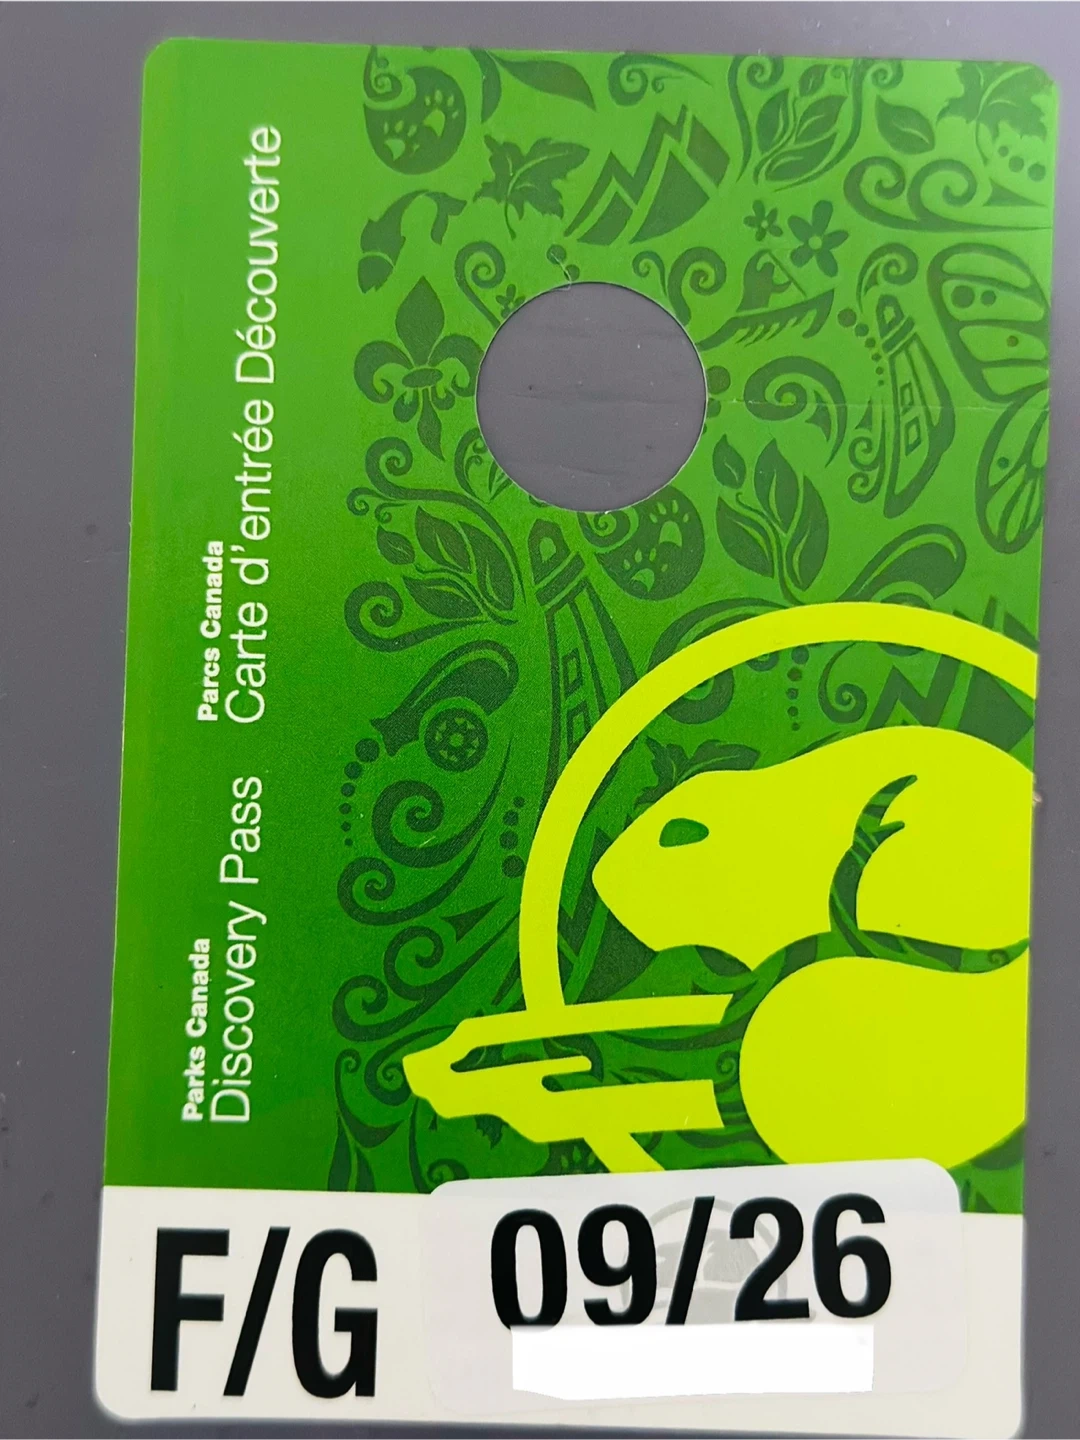 Parks Canada
Discovery Pass
Parcs Canada
Carte d'entrée Découverte
F/G
09/26